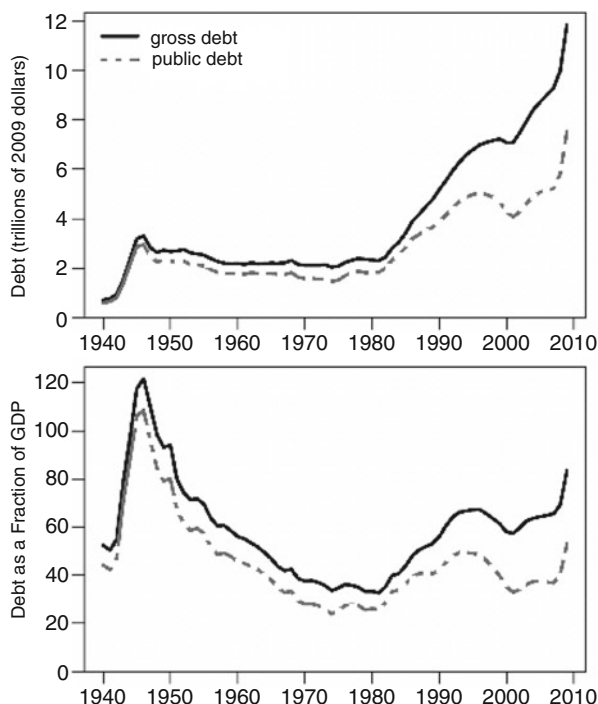 Debt (trillions of 2009 dollars)
12
10
8
6
4
2
0
gross debt
public debt
1940 1950 1960 1970 1980 1990 2000 2010
Debt as a Fraction of GDP
120
100
80
60
40
20
0
1940 1950 1960 1970 1980 1990 2000 2010